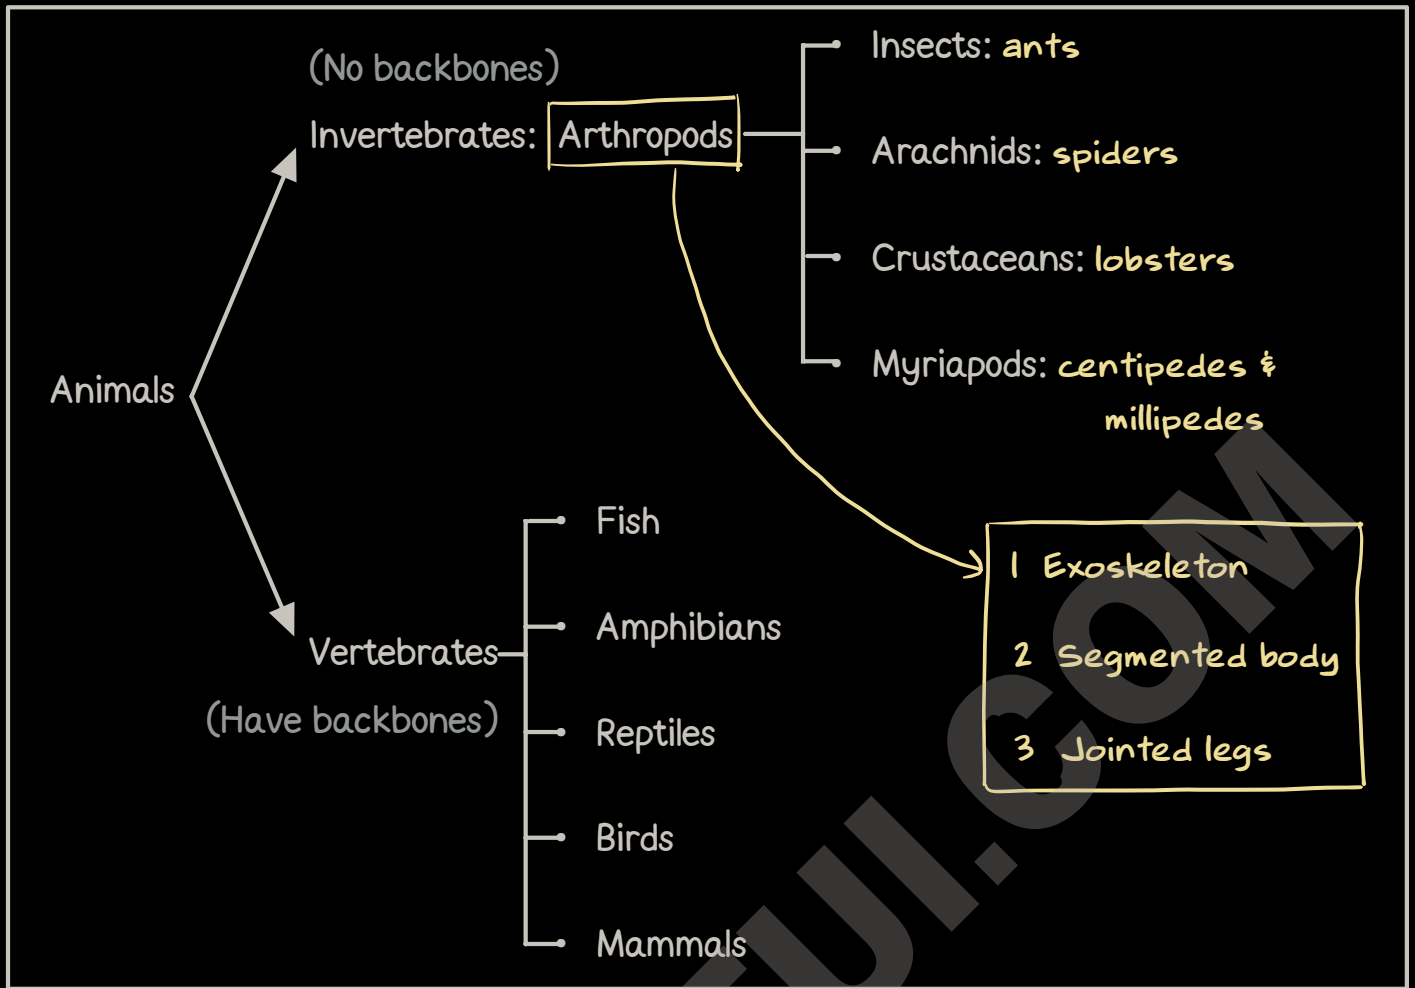 (No backbones)
Invertebrates: Arthropods
Insects: ants
Arachnids: spiders
Crustaceans: lobsters
Myriapods: centipedes &
millipedes
Animals
1 Exoskeleton
2 Segmented body
3 Jointed legs
Vertebrates
(Have backbones)
Fish
Amphibians
Reptiles
Birds
Mammals